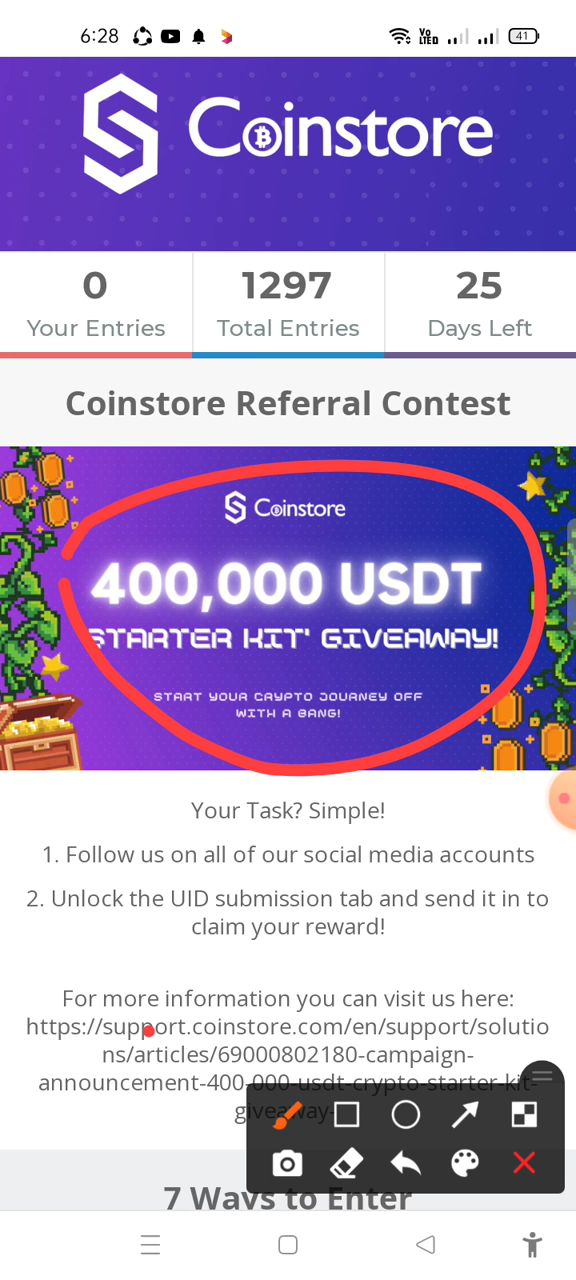 6:28
VoLTED
41
Coinstore
0
1297
25
Your Entries
Total Entries
Days Left
Coinstore Referral Contest
Coinstore
400,000 USDT
STARTER KIT' GIVEAWAY!
START YOUR CRYPTO JOURNEY OFF
WITH A BANG!
Your Task? Simple!
1. Follow us on all of our social media accounts
2. Unlock the UID submission tab and send it in to
claim your reward!
For more information you can visit us here:
https://support.coinstore.com/en/support/solutio
ns/articles/69000802180-campaign-
announcement-400-000-usdt-crypto-starter-kit-
giveaway-
7 Ways to Enter